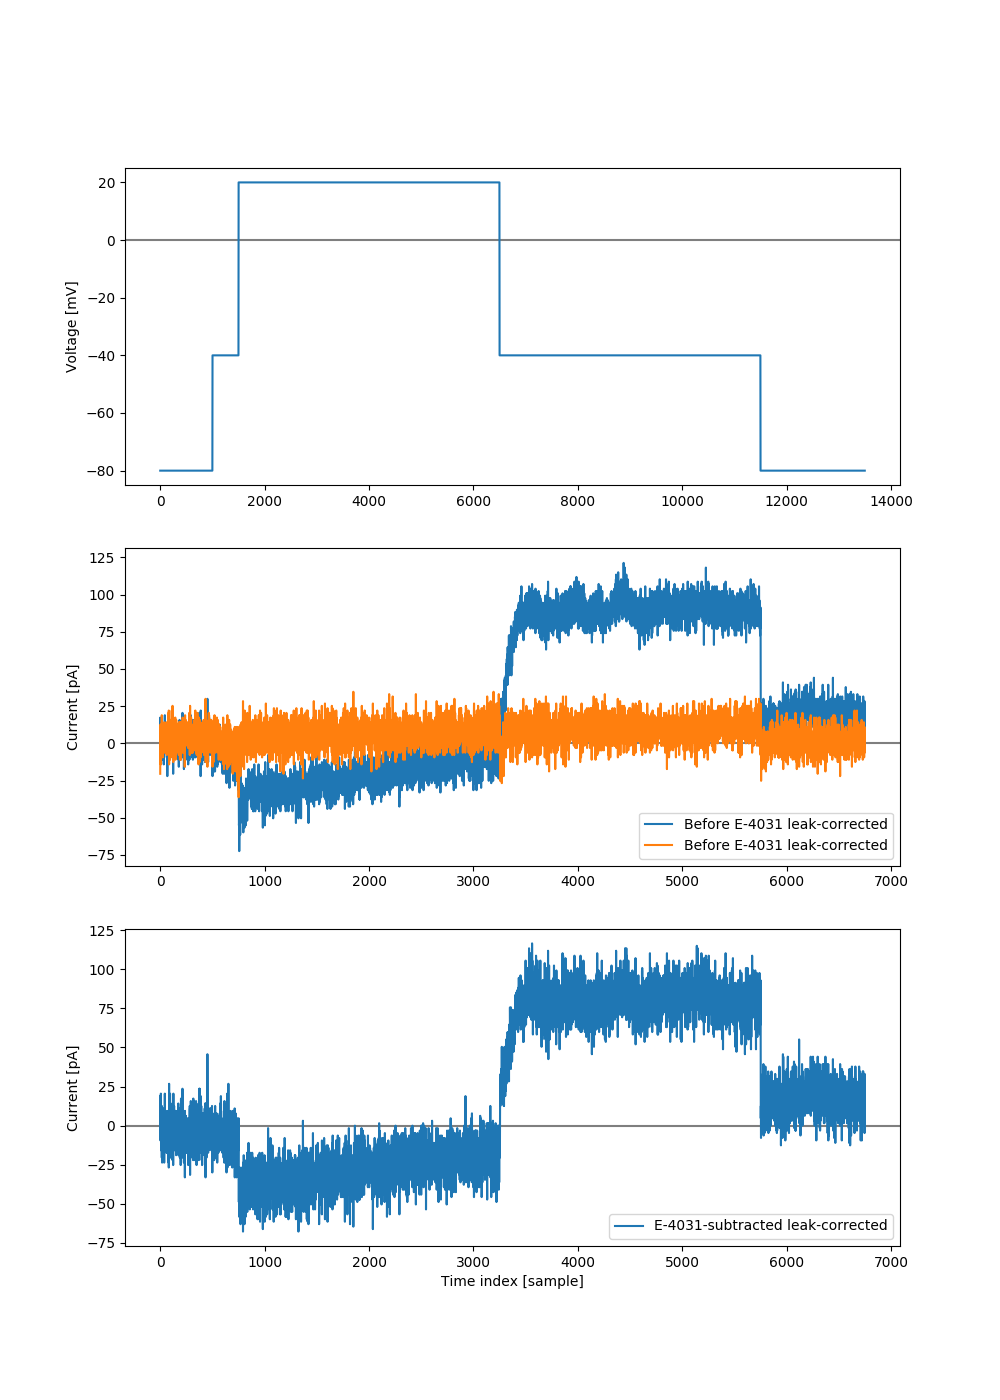 20
0
−20
−40
−60
−80
Voltage [mV]
0 2000 4000 6000 8000 10000 12000 14000
125
100
75
50
25
0
−25
−50
−75
Current [pA]
Before E-4031 leak-corrected
Before E-4031 leak-corrected
0 1000 2000 3000 4000 5000 6000 7000
125
100
75
50
25
0
−25
−50
−75
Current [pA]
E-4031-subtracted leak-corrected
0 1000 2000 3000 4000 5000 6000 7000
Time index [sample]